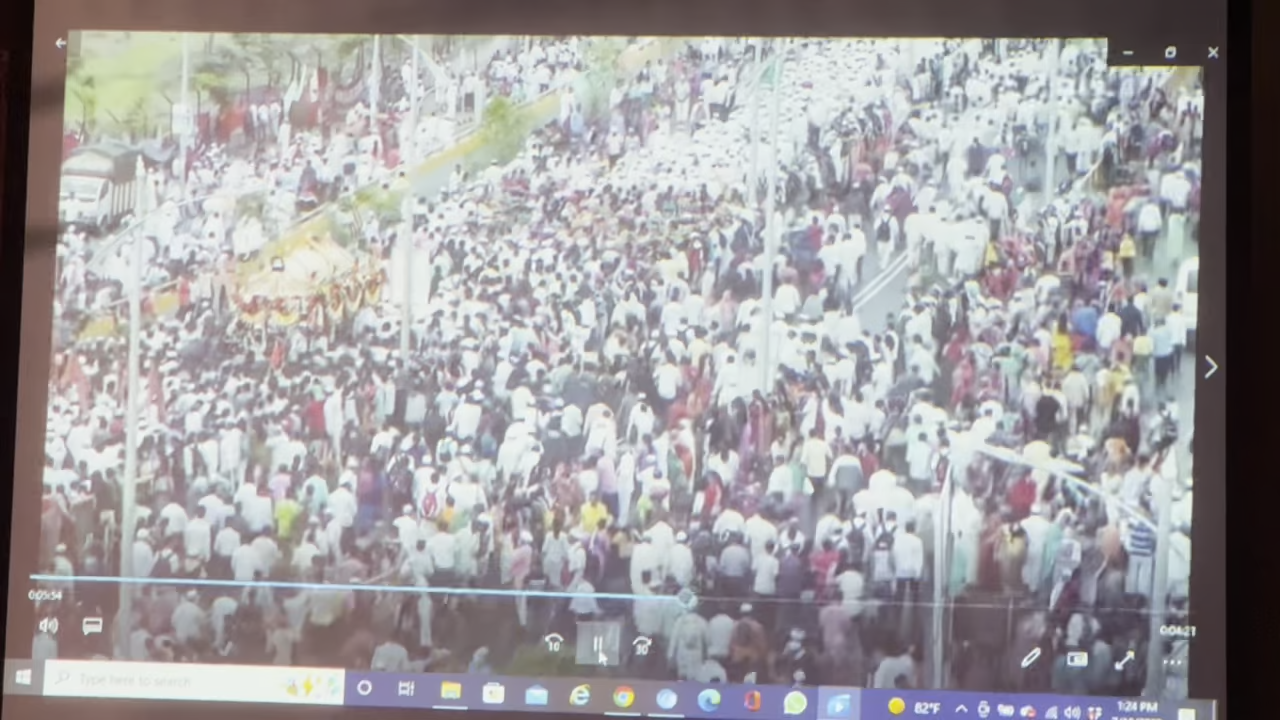 0:05:54
10
30
0:04:21
Type here to search
82°F
1:24 PM